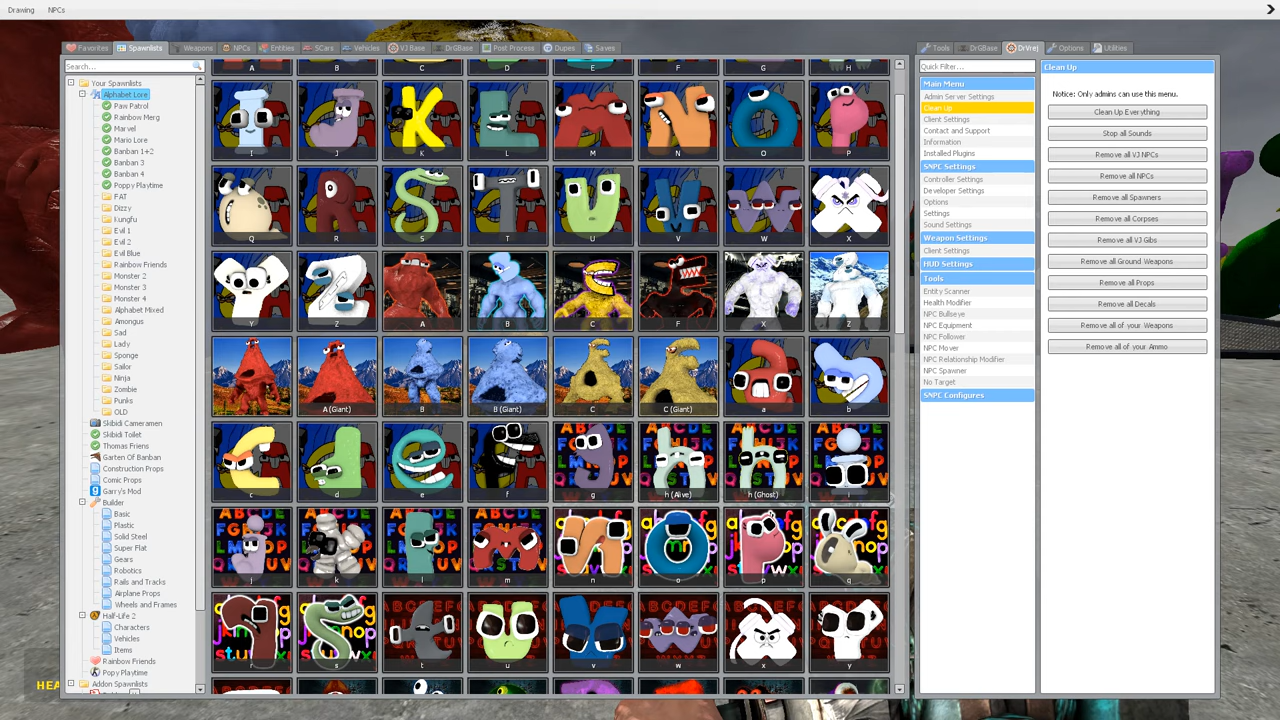 Drawing NPCs
Favorites Spawnlists Weapons NPCs Entities SCars Vehicles VJ Base DrGBase Post Process Dupes Saves
Tools DrGBase DrVrej Options Utilities
Search...
Your Spawnlists
Alphabet Lore
Paw Patrol
Rainbow Merg
Marvel
Mario Lore
Banban 1+2
Banban 3
Banban 4
Poppy Playtime
FAT
Dizzy
Kungfu
Evil 1
Evil 2
Evil Blue
Rainbow Friends
Monster 2
Monster 3
Monster 4
Alphabet Mixed
Amongus
Sad
Lady
Sponge
Sailor
Ninja
Zombie
Punks
OLD
Skibidi Cameramen
Skibidi Toilet
Thomas Friens
Garten Of Banban
Construction Props
Comic Props
Garry's Mod
Builder
Basic
Plastic
Solid Steel
Super Flat
Gears
Robotics
Rails and Tracks
Airplane Props
Wheels and Frames
Half-Life 2
Characters
Vehicles
Items
Rainbow Friends
Popy Playtime
Addon Spawnlists
A B C D E F G H
I J K L M N O P
Q R S T U V W X
Y Z A B C F X Z
A (Giant) B B (Giant) C C (Giant) a b
c d e f g h (Alive) h (Ghost) i
j k l m n o p q
r s t u v w x y
Quick Filter...
Main Menu
Admin Server Settings
Clean Up
Client Settings
Contact and Support
Information
Installed Plugins
SNPC Settings
Controller Settings
Developer Settings
Options
Settings
Sound Settings
Weapon Settings
Client Settings
HUD Settings
Tools
Entity Scanner
Health Modifier
NPC Bullseye
NPC Equipment
NPC Follower
NPC Mover
NPC Relationship Modifier
NPC Spawner
No Target
SNPC Configures
Clean Up
Notice: Only admins can use this menu.
Clean Up Everything
Stop all Sounds
Remove all VJ NPCs
Remove all NPCs
Remove all Spawners
Remove all Corpses
Remove all VJ Gibs
Remove all Ground Weapons
Remove all Props
Remove all Decals
Remove all of your Weapons
Remove all of your Ammo
HEA